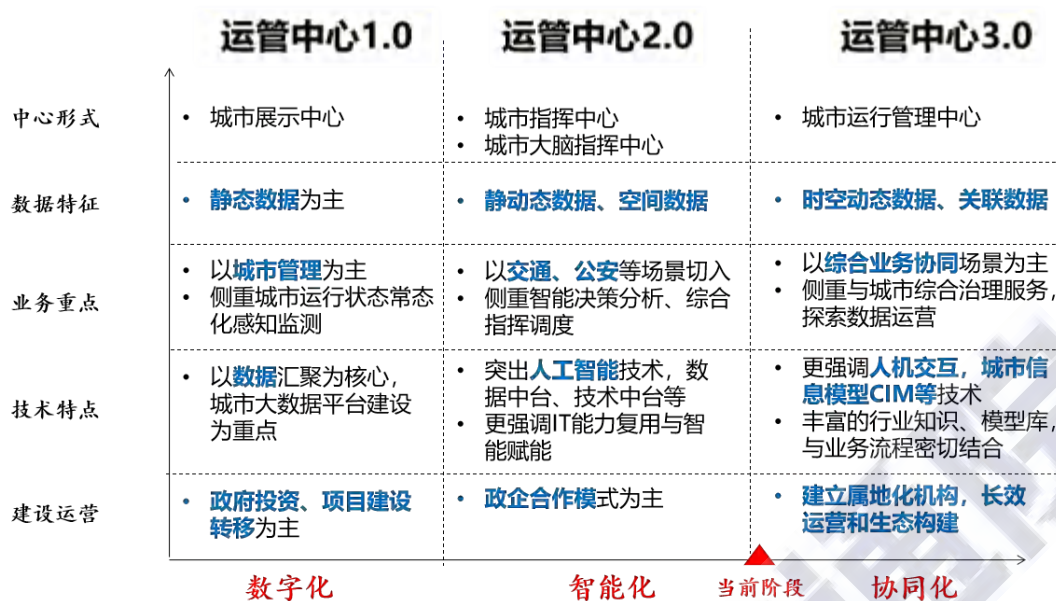 运管中心1.0
运管中心2.0
运管中心3.0
中心形式
• 城市展示中心
• 城市指挥中心
• 城市大脑指挥中心
• 城市运行管理中心
数据特征
• 静态数据为主
• 静动态数据、空间数据
• 时空动态数据、关联数据
业务重点
• 以城市管理为主
• 侧重城市运行状态常态
化感知监测
• 以交通、公安等场景切入
• 侧重智能决策分析、综合
指挥调度
• 以综合业务协同场景为主
• 侧重与城市综合治理服务，
探索数据运营
技术特点
• 以数据汇聚为核心，
城市大数据平台建设
为重点
• 突出人工智能技术，数
据中台、技术中台等
• 更强调IT能力复用与智
能赋能
• 更强调人机交互，城市信
息模型CIM等技术
• 丰富的行业知识、模型库，
与业务流程密切结合
建设运营
• 政府投资、项目建设
转移为主
• 政企合作模式为主
• 建立属地化机构，长效
运营和生态构建
数字化
智能化
当前阶段
协同化